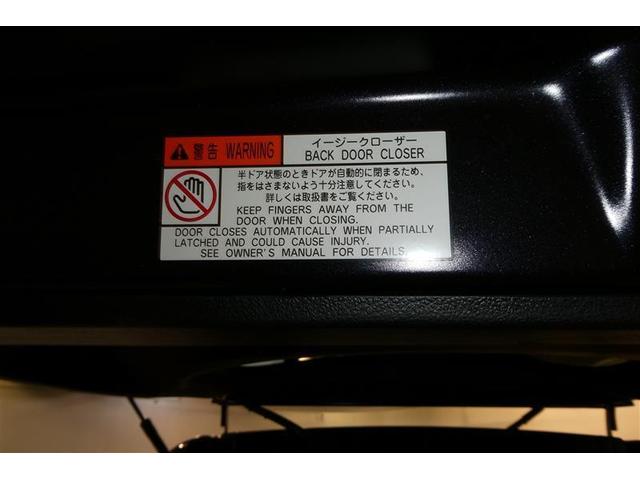 警告 WARNING
イージークローザー
BACK DOOR CLOSER
半ドア状態のときドアが自動的に閉まるため、
指をはさまないよう十分注意してください。
詳しくは取扱書をご覧ください。
KEEP FINGERS AWAY FROM THE
DOOR WHEN CLOSING.
DOOR CLOSES AUTOMATICALLY WHEN PARTIALLY
LATCHED AND COULD CAUSE INJURY.
SEE OWNER'S MANUAL FOR DETAILS.